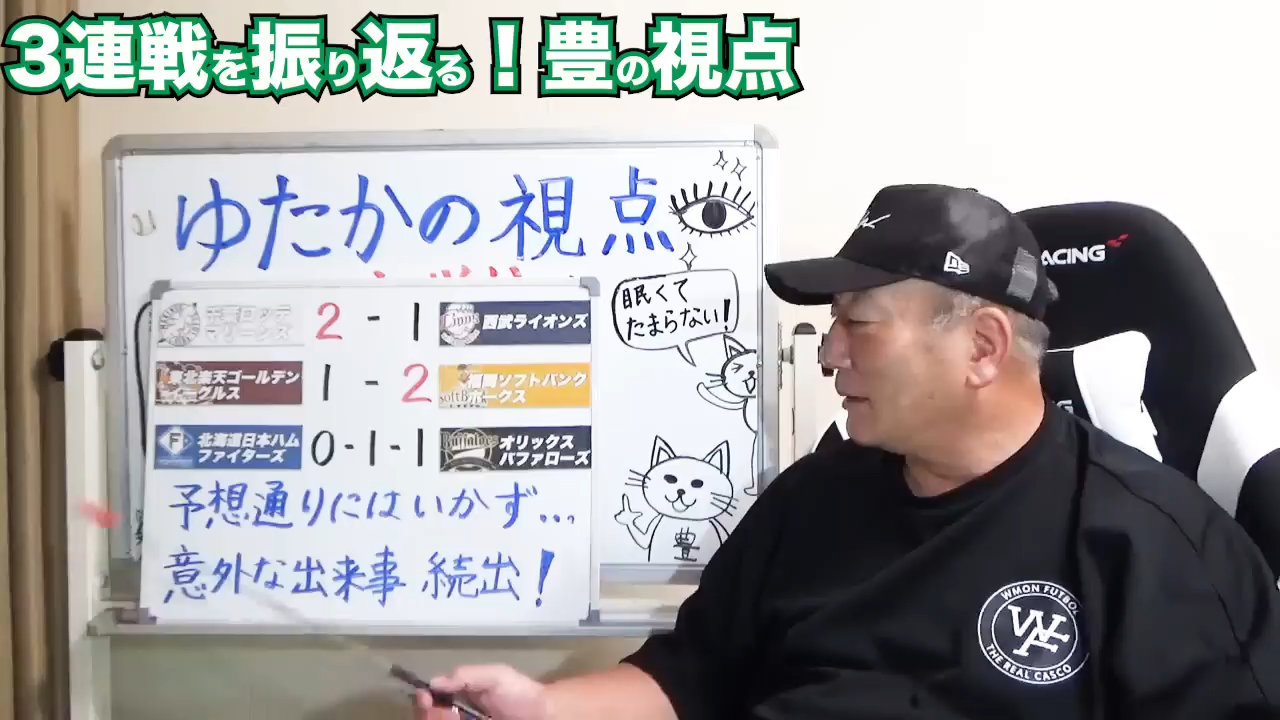 3連戦を振り返る！豊の視点
ゆたかの視点
眠くて
たまらない！
千葉ロッテ
マリーンズ
2 - 1
Lions
西武ライオンズ
東北楽天ゴールデン
イーグルス
1 - 2
福岡ソフトバンク
ホークス
北海道日本ハム
ファイターズ
0-1-1
Buffaloes
オリックス
バファローズ
予想通りにはいかず…
意外な出来事 続出！
豊
RACING
WMON FUTBOL
THE REAL CASCO